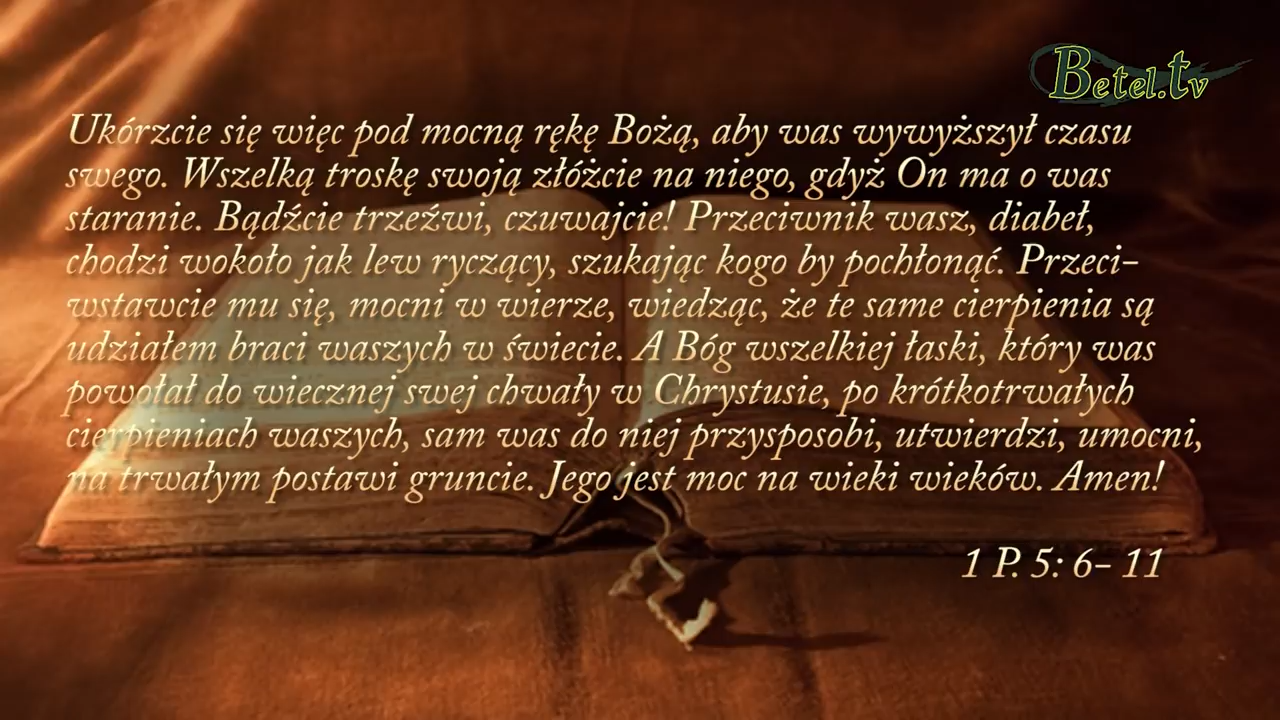 Betel.tv
Ukórzcie się więc pod mocną rękę Bożą, aby was wywyższył czasu
swego. Wszelką troskę swoją złóżcie na niego, gdyż On ma o was
staranie. Bądźcie trzeźwi, czuwajcie! Przeciwnik wasz, diabeł,
chodzi wokoło jak lew ryczący, szukając kogo by pochłonąć. Przeci-
wstawcie mu się, mocni w wierze, wiedząc, że te same cierpienia są
udziałem braci waszych w świecie. A Bóg wszelkiej łaski, który was
powołał do wiecznej swej chwały w Chrystusie, po krótkotrwałych
cierpieniach waszych, sam was do niej przysposobi, utwierdzi, umocni,
na trwałym postawi gruncie. Jego jest moc na wieki wieków. Amen!
1 P. 5: 6- 11